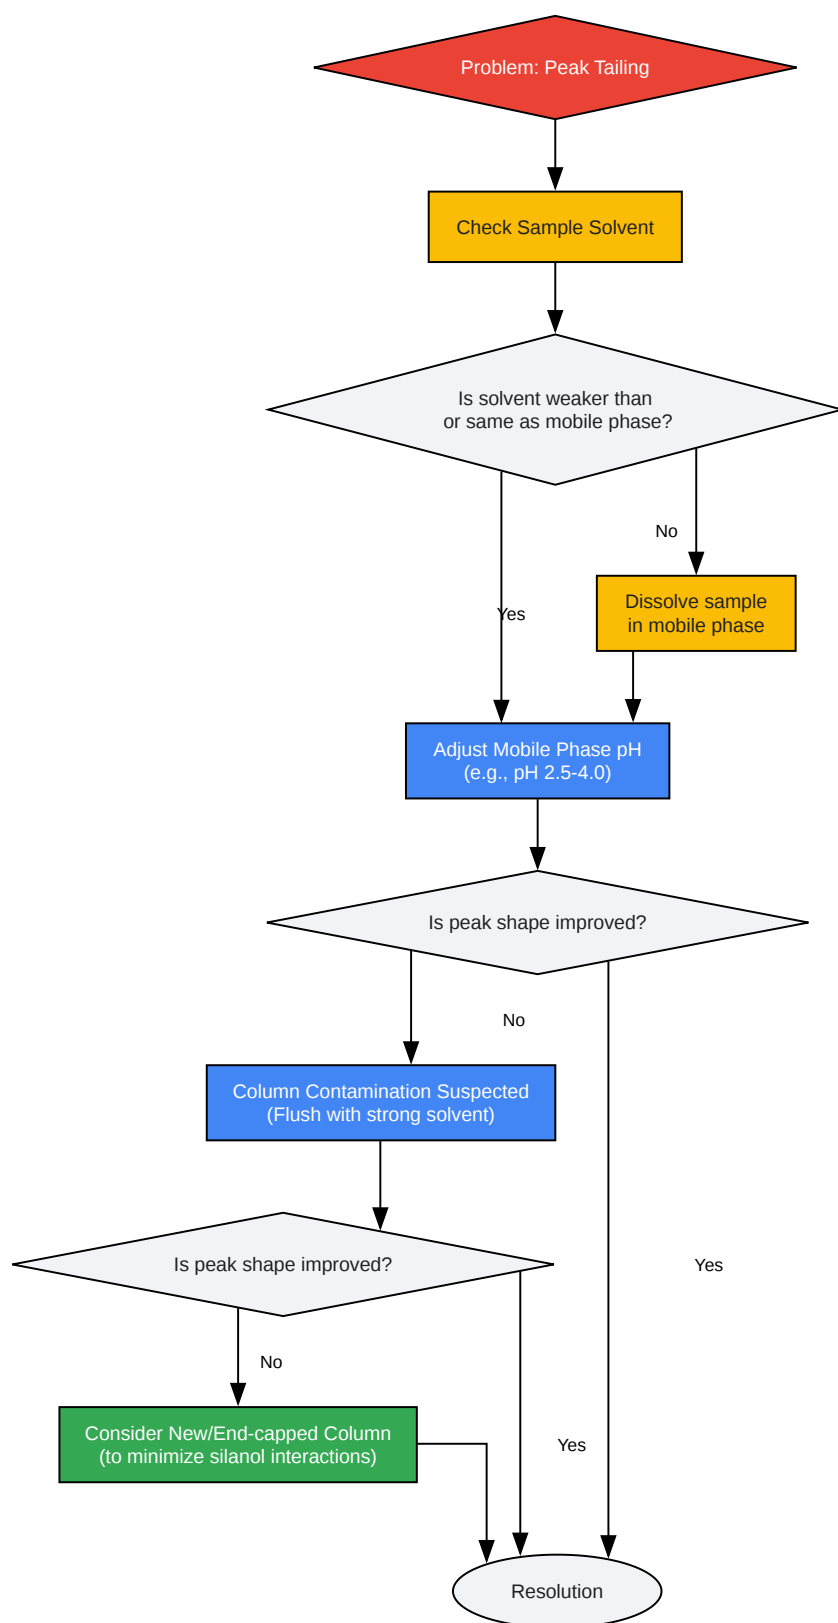 Problem: Peak Tailing
Check Sample Solvent
Is solvent weaker than
or same as mobile phase?
No
Dissolve sample
in mobile phase
Yes
Adjust Mobile Phase pH
(e.g., pH 2.5-4.0)
Is peak shape improved?
No
Column Contamination Suspected
(Flush with strong solvent)
Is peak shape improved?
Yes
No
Consider New/End-capped Column
(to minimize silanol interactions)
Yes
Resolution